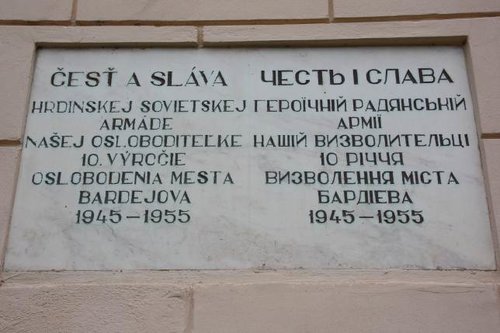 ČESŤ A SLÁVA
HRDINSKEJ SOVIETSKEJ
ARMÁDE
NAŠEJ OSLOBODITEĽKE
10. VÝROČIE
OSLOBODENIA MESTA
BARDEJOVA
1945-1955
ЧЕСТЬ І СЛАВА
ГЕРОЇЧНІЙ РАДЯНСЬКІЙ
АРМІЇ
НАШІЙ ВИЗВОЛИТЕЛЬЦІ
10 РІЧЧЯ
ВИЗВОЛЕННЯ МІСТА
БАРДІЄВА
1945-1955